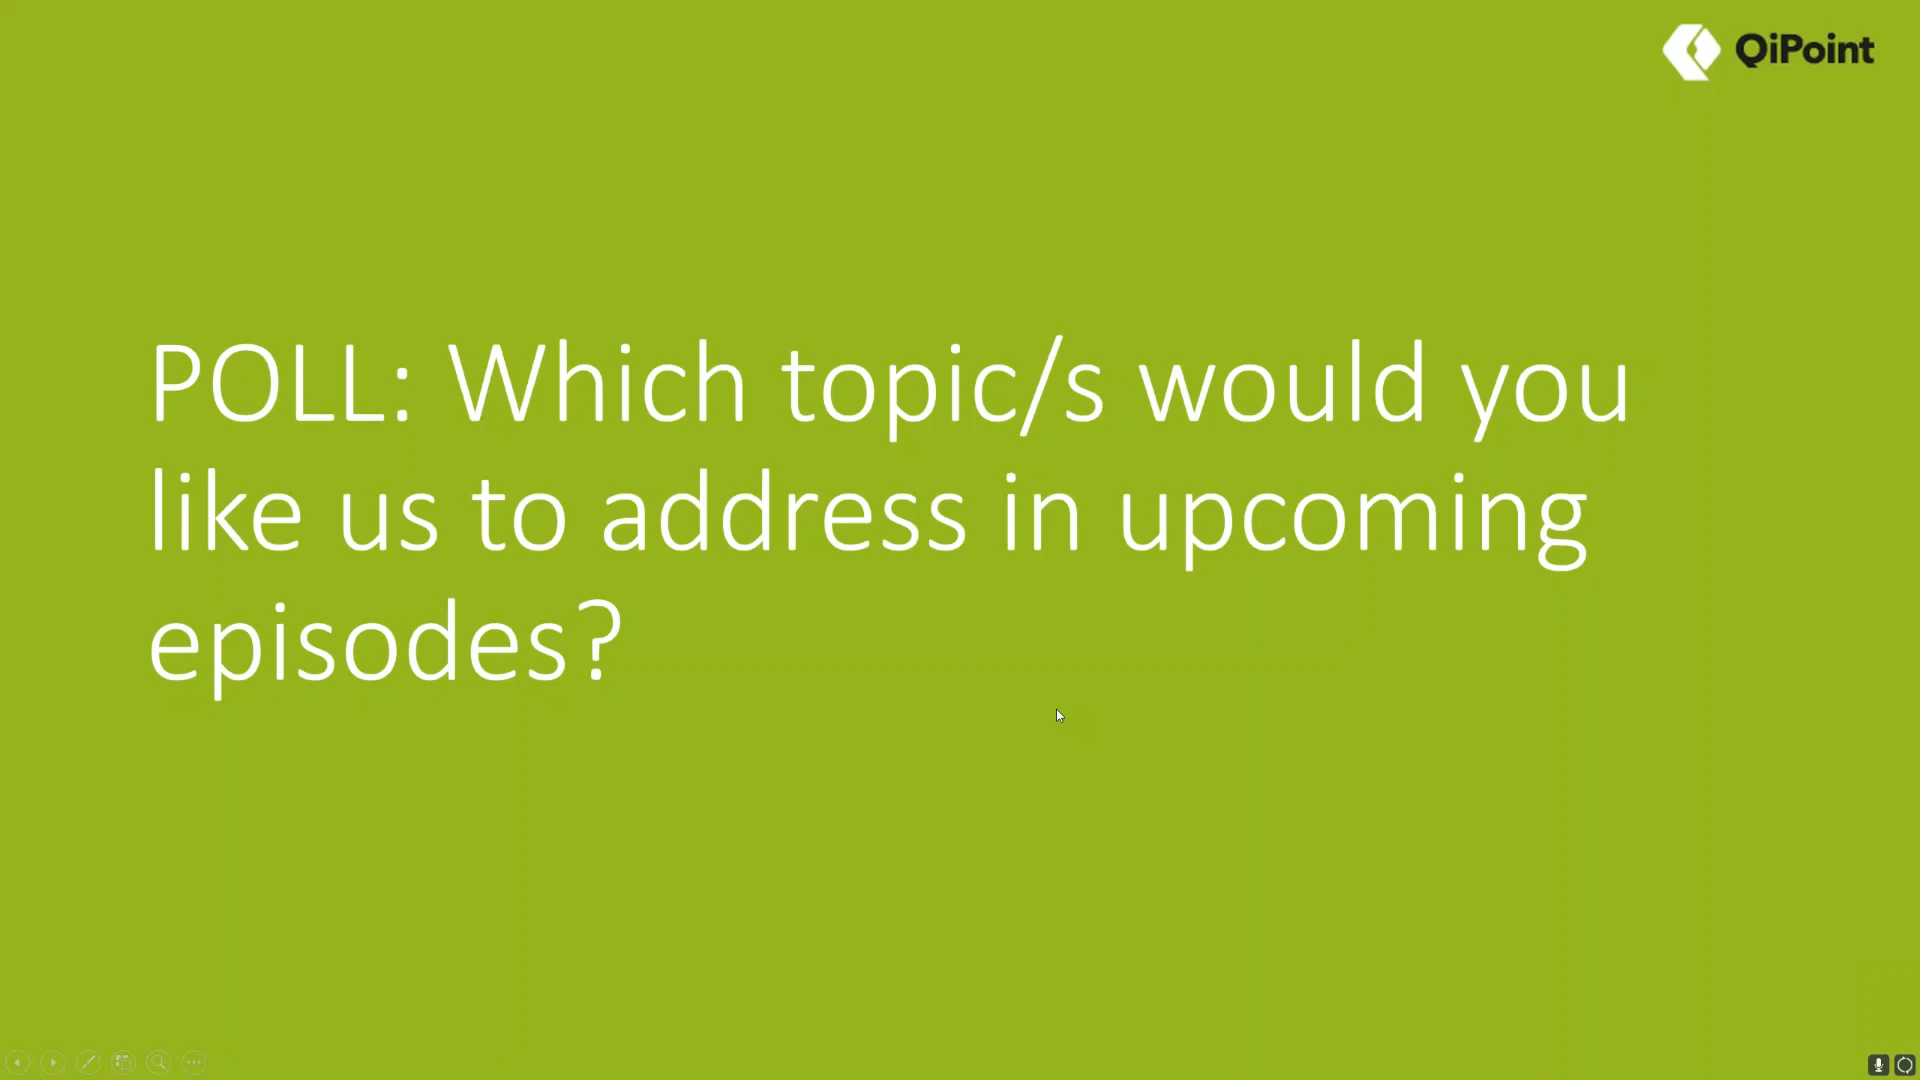 QiPoint
POLL: Which topic/s would you
like us to address in upcoming
episodes?